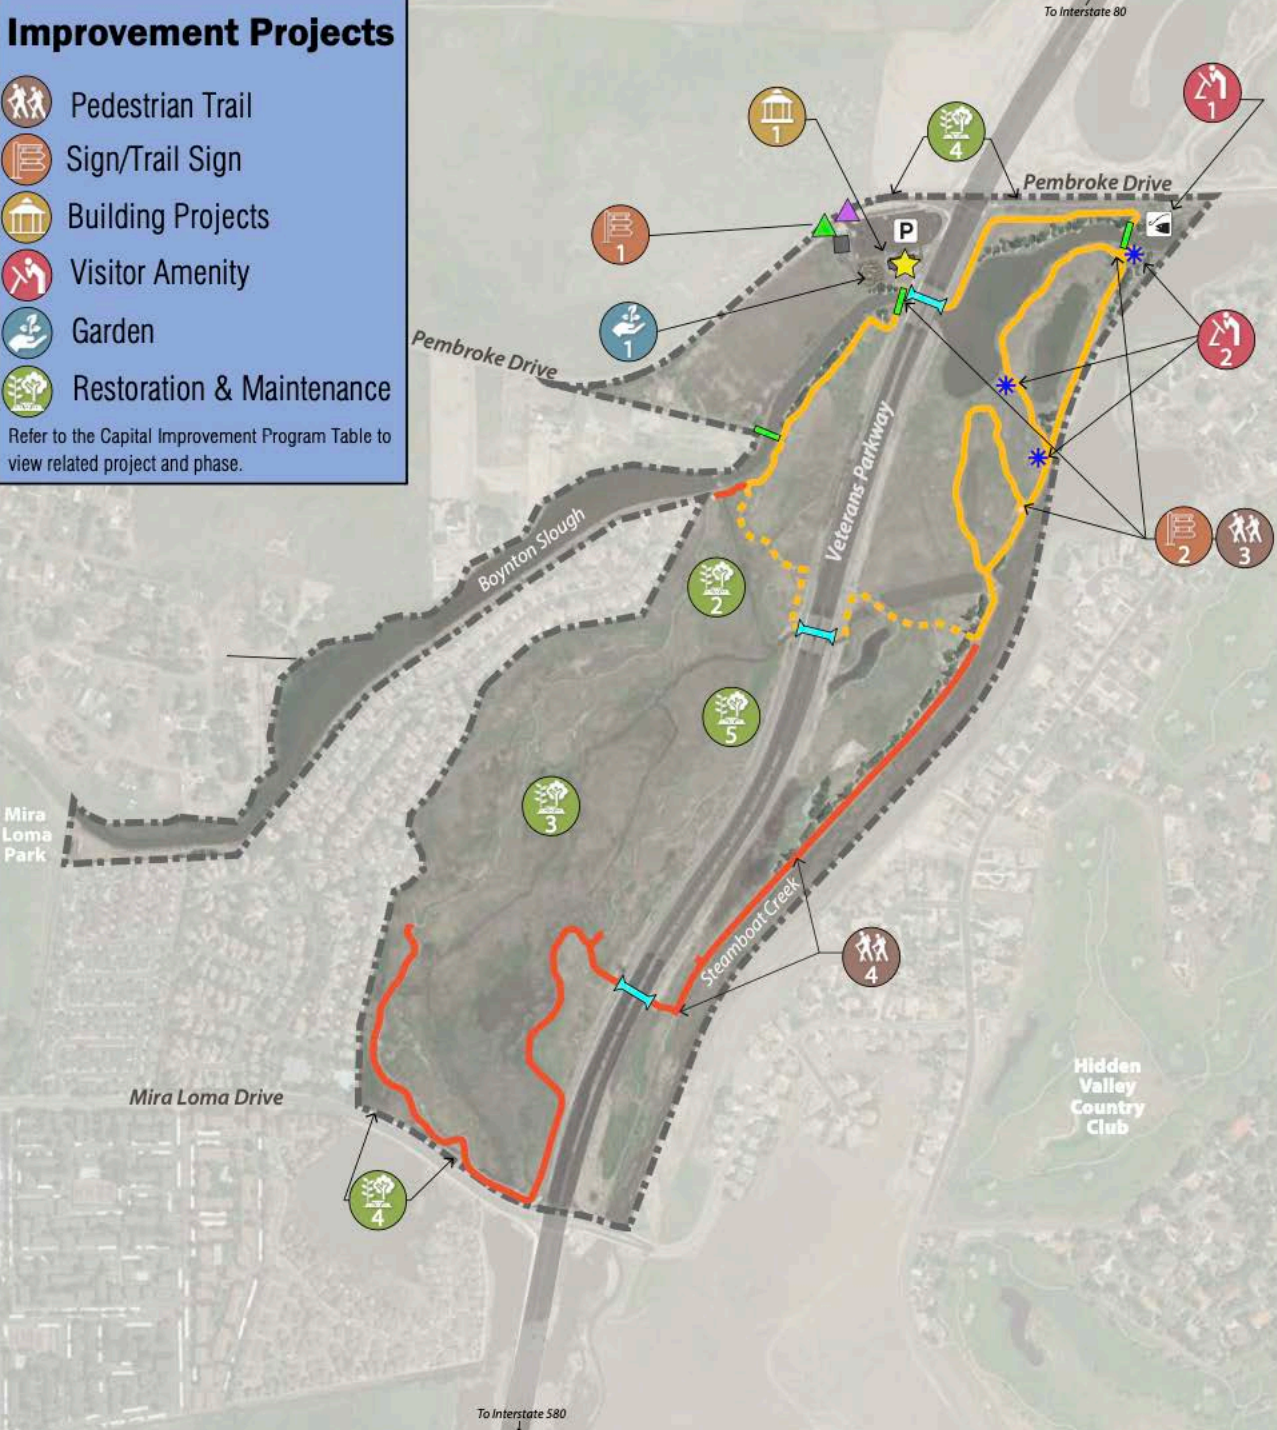 Improvement Projects
Pedestrian Trail
Sign/Trail Sign
Building Projects
Visitor Amenity
Garden
Restoration & Maintenance
Refer to the Capital Improvement Program Table to
view related project and phase.
To Interstate 80
1
1
4
Pembroke Drive
1
P
1
Pembroke Drive
2
Veterans Parkway
Boynton Slough
2
3
2
5
3
Mira
Loma
Park
Steamboat Creek
4
Mira Loma Drive
Hidden
Valley
Country
Club
4
To Interstate 580